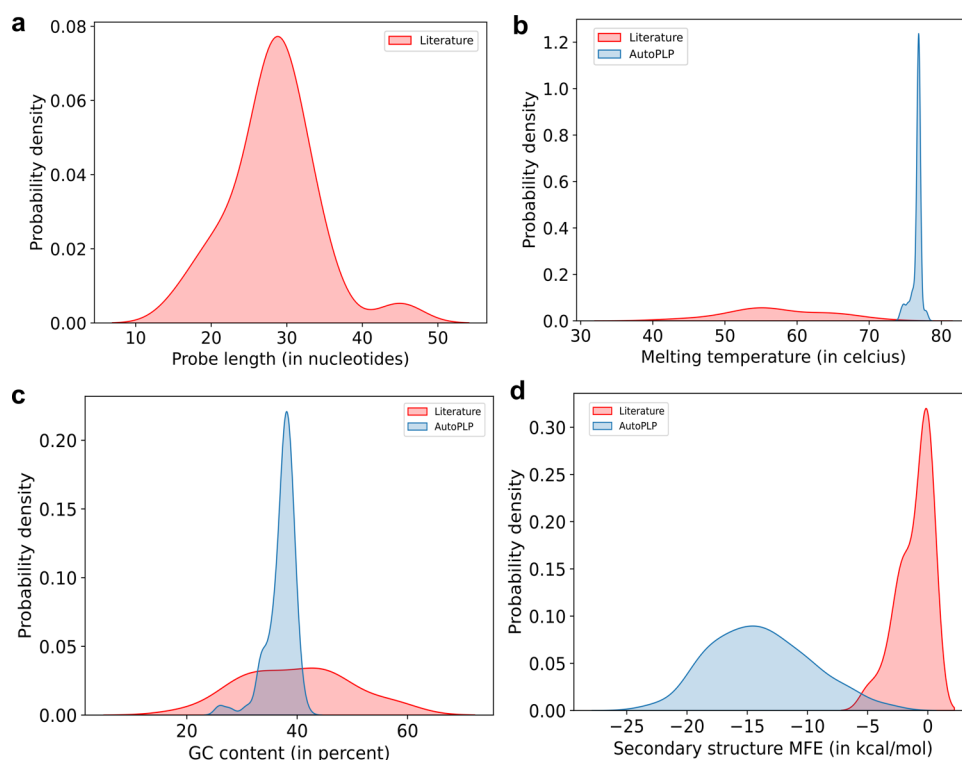 a
0.08
0.06
0.04
0.02
0.00
Probability density
10 20 30 40 50
Probe length (in nucleotides)
Literature
b
1.2
1.0
0.8
0.6
0.4
0.2
0.0
Probability density
30 40 50 60 70 80
Melting temperature (in celcius)
Literature
AutoPLP
c
0.20
0.15
0.10
0.05
0.00
Probability density
20 40 60
GC content (in percent)
Literature
AutoPLP
d
0.30
0.25
0.20
0.15
0.10
0.05
0.00
Probability density
−25 −20 −15 −10 −5 0
Secondary structure MFE (in kcal/mol)
Literature
AutoPLP